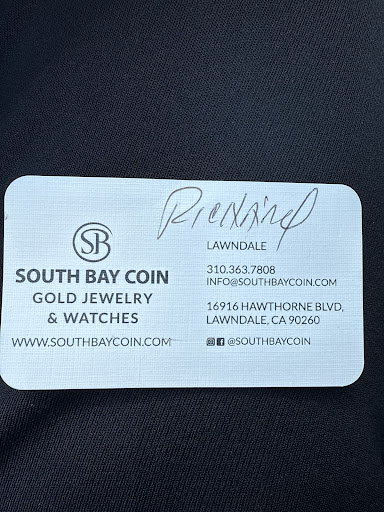 SB
SOUTH BAY COIN
GOLD JEWELRY
& WATCHES
WWW.SOUTHBAYCOIN.COM
RICHARD
LAWNDALE
310.363.7808
INFO@SOUTHBAYCOIN.COM
16916 HAWTHORNE BLVD,
LAWNDALE, CA 90260
@SOUTHBAYCOIN